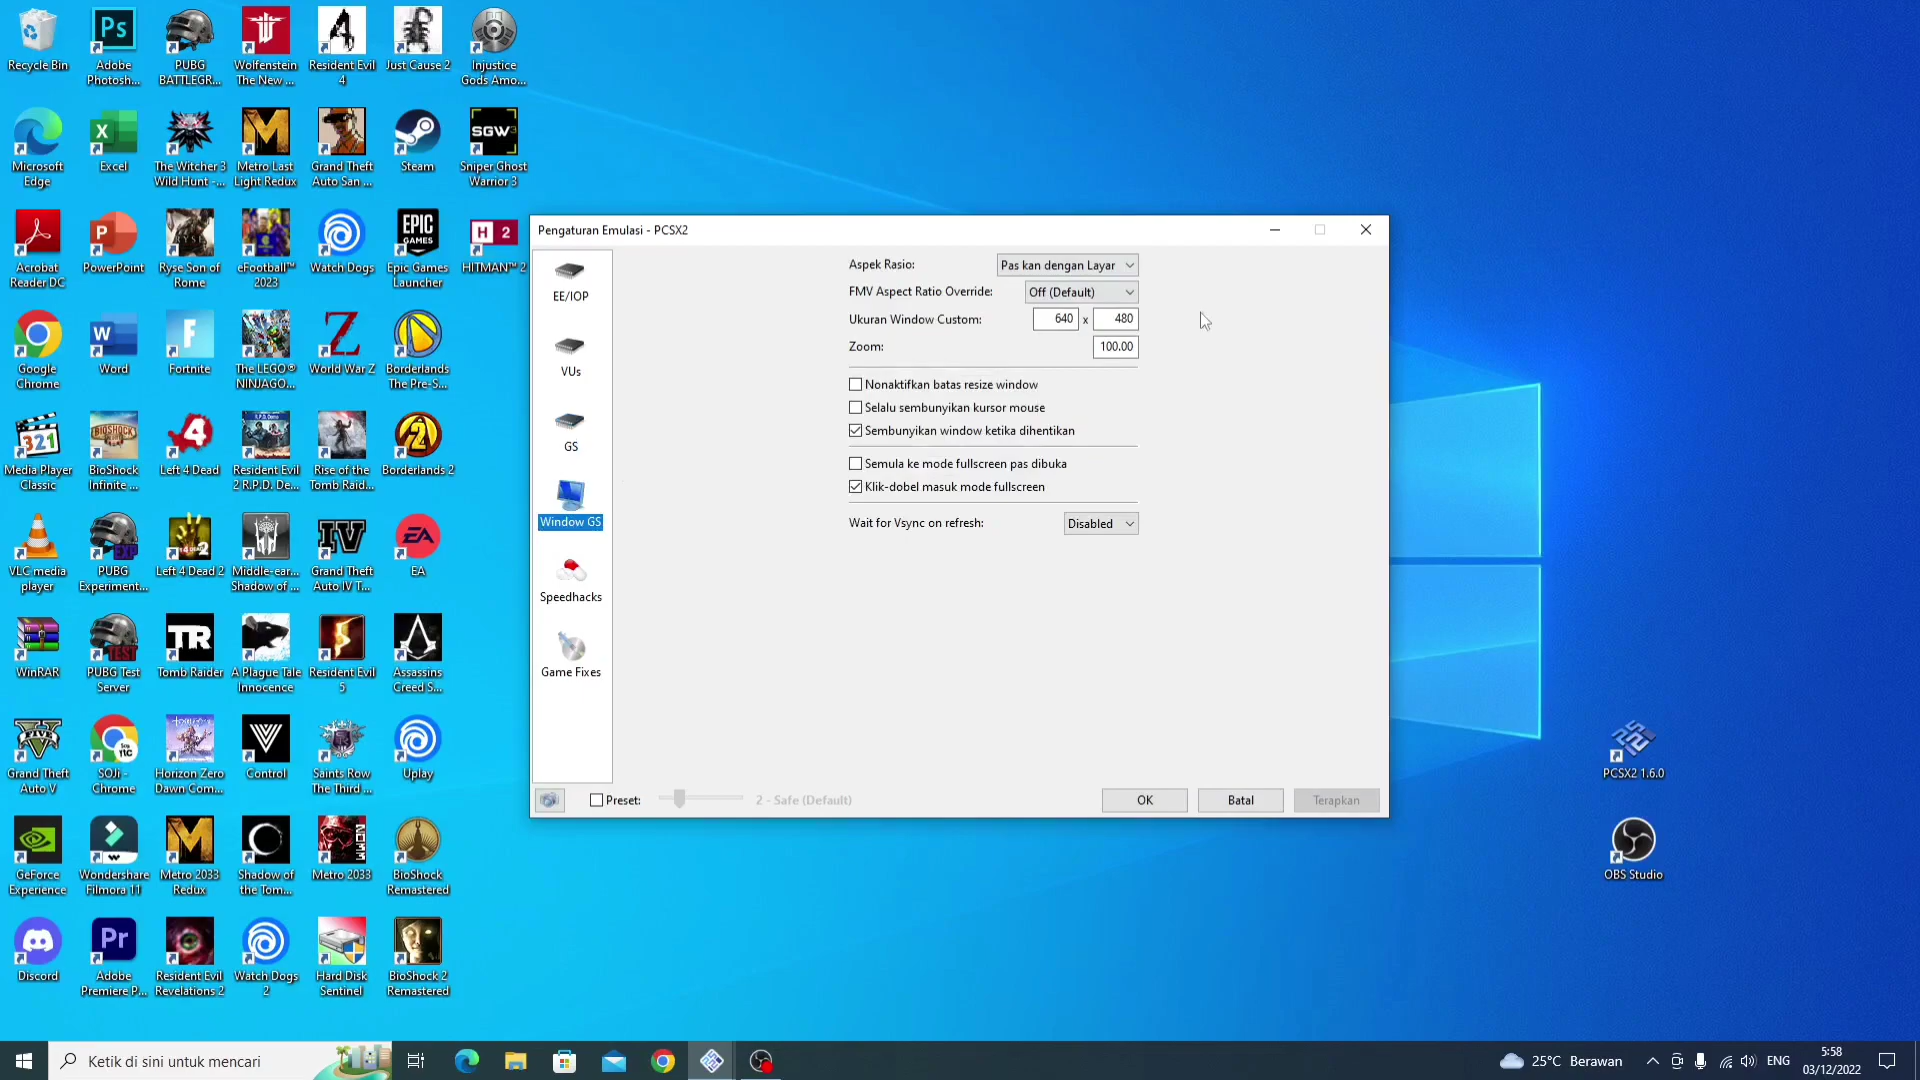 Recycle Bin
Adobe
Photosh...
PUBG
BATTLEGR...
Wolfenstein
The New ...
Resident Evil
4
Just Cause 2
Injustice
Gods Amo...
Microsoft
Edge
Excel
The Witcher 3
Wild Hunt -...
Metro Last
Light Redux
Grand Theft
Auto San ...
Steam
SGW3
Sniper Ghost
Warrior 3
Acrobat
Reader DC
PowerPoint
Ryse Son of
Rome
eFootball™
2023
Watch Dogs
EPIC
GAMES
Epic Games
Launcher
H 2
HITMAN™ 2
Google
Chrome
Word
Fortnite
The LEGO®
NINJAGO...
World War Z
Borderlands
The Pre-S...
Media Player
Classic
BioShock
Infinite ...
Left 4 Dead
Resident Evil
2 R.P.D. De...
Rise of the
Tomb Raid...
Borderlands 2
VLC media
player
PUBG
Experiment...
Left 4 Dead 2
Middle-ear...
Shadow of ...
Grand Theft
Auto IV T...
EA
WinRAR
PUBG Test
Server
Tomb Raider
A Plague Tale
Innocence
Resident Evil
5
Assassins
Creed S...
Grand Theft
Auto V
SOJi -
Chrome
Horizon Zero
Dawn Com...
Control
Saints Row
The Third ...
Uplay
GeForce
Experience
Wondershare
Filmora 11
Metro 2033
Redux
Shadow of
the Tom...
Metro 2033
BioShock
Remastered
Discord
Adobe
Premiere P...
Resident Evil
Revelations 2
Watch Dogs
2
Hard Disk
Sentinel
BioShock 2
Remastered
Pengaturan Emulasi - PCSX2
EE/IOP
VUs
GS
Window GS
Speedhacks
Game Fixes
Aspek Rasio: Pas kan dengan Layar
FMV Aspect Ratio Override: Off (Default)
Ukuran Window Custom: 640 x 480
Zoom: 100.00
Nonaktifkan batas resize window
Selalu sembunyikan kursor mouse
Sembunyikan window ketika dihentikan
Semula ke mode fullscreen pas dibuka
Klik-dobel masuk mode fullscreen
Wait for Vsync on refresh: Disabled
Preset: 2 - Safe (Default)
OK Batal Terapkan
PCSX2 1.6.0
OBS Studio
Ketik di sini untuk mencari
25°C Berawan
ENG
5:58
03/12/2022